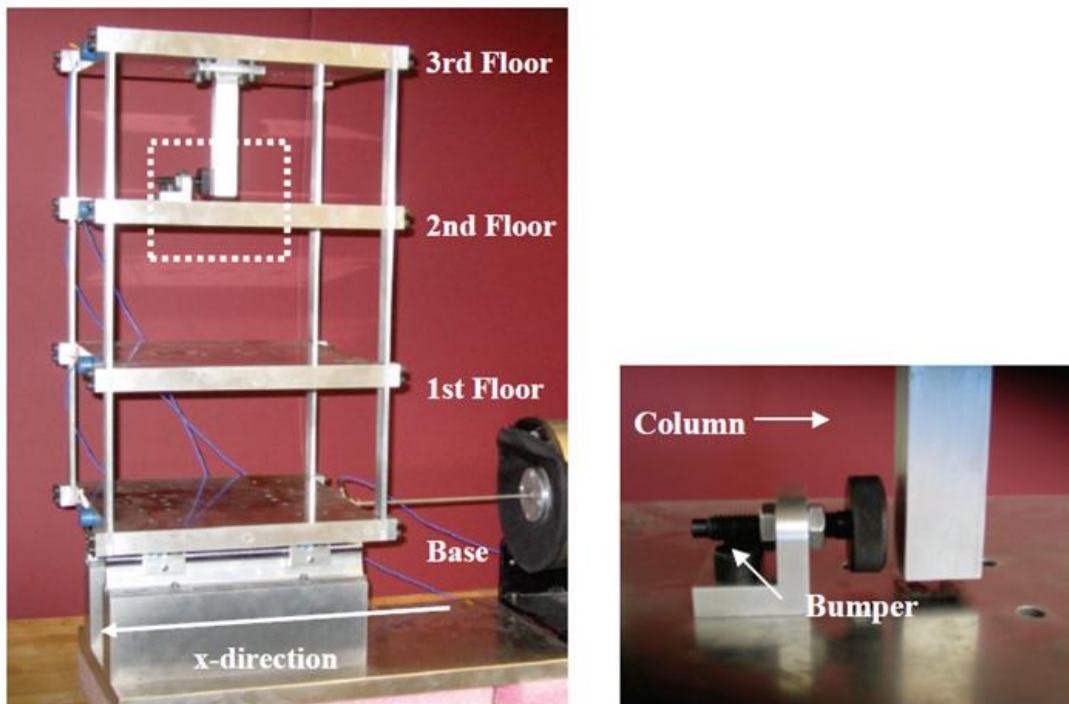 3rd Floor
2nd Floor
1st Floor
Base
x-direction
Column
Bumper